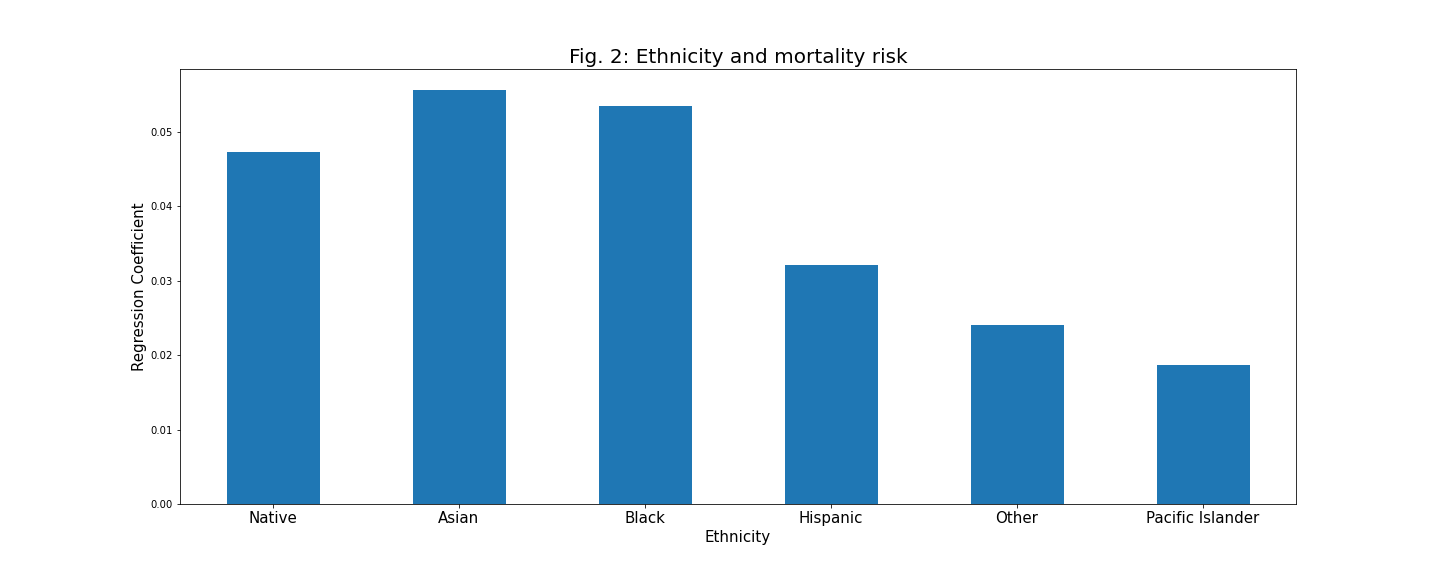 Fig. 2: Ethnicity and mortality risk
Regression Coefficient
0.05
0.04
0.03
0.02
0.01
0.00
Native
Asian
Black
Hispanic
Other
Pacific Islander
Ethnicity